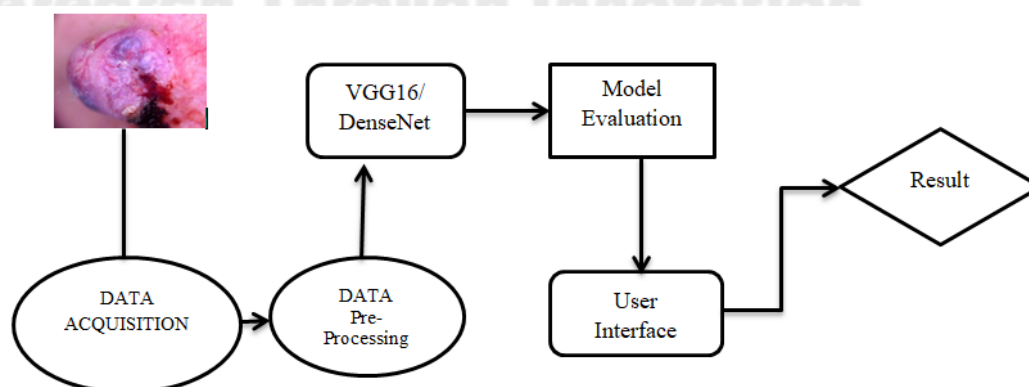 VGG16/
DenseNet
Model
Evaluation
Result
DATA
ACQUISITION
DATA
Pre-
Processing
User
Interface